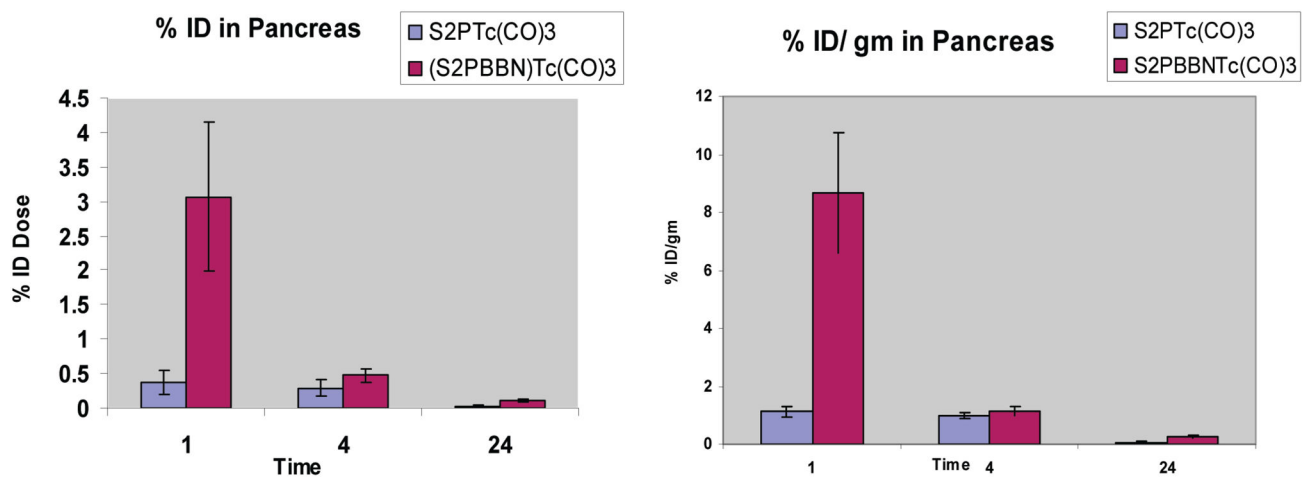 % ID in Pancreas
S2PTc(CO)3
(S2PBBN)Tc(CO)3
4.5
4
3.5
3
2.5
2
1.5
1
0.5
0
% ID Dose
1 4 24
Time
% ID/ gm in Pancreas
S2PTc(CO)3
S2PBBNTc(CO)3
12
10
8
6
4
2
0
% ID/gm
1 4 24
Time